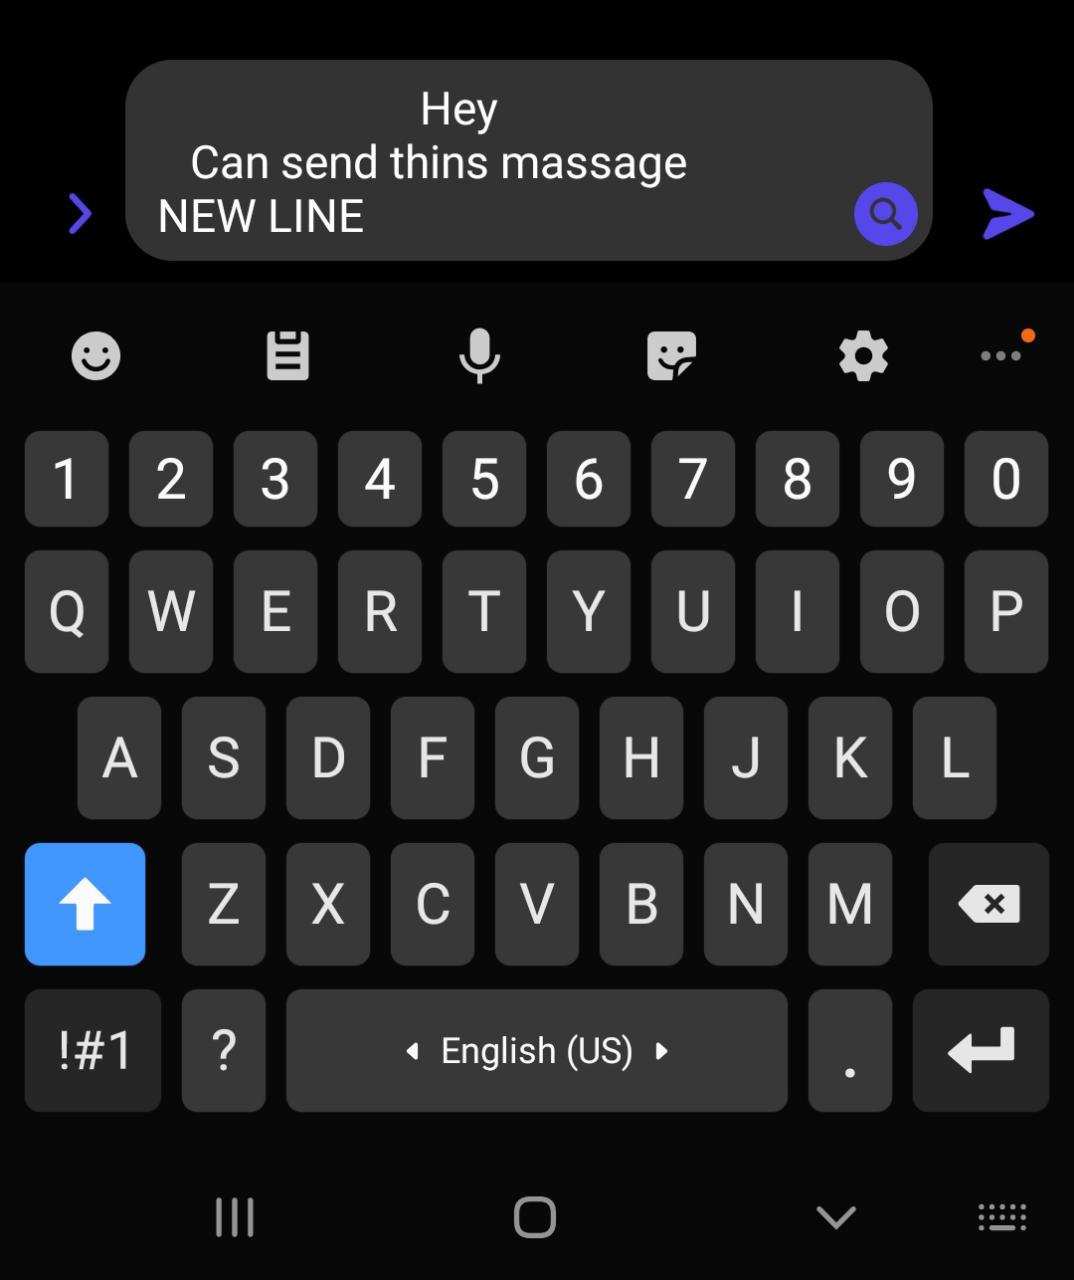 Hey
Can send thins massage
NEW LINE
1 2 3 4 5 6 7 8 9 0
Q W E R T Y U I O P
A S D F G H J K L
Z X C V B N M
!#1 ? English (US) .